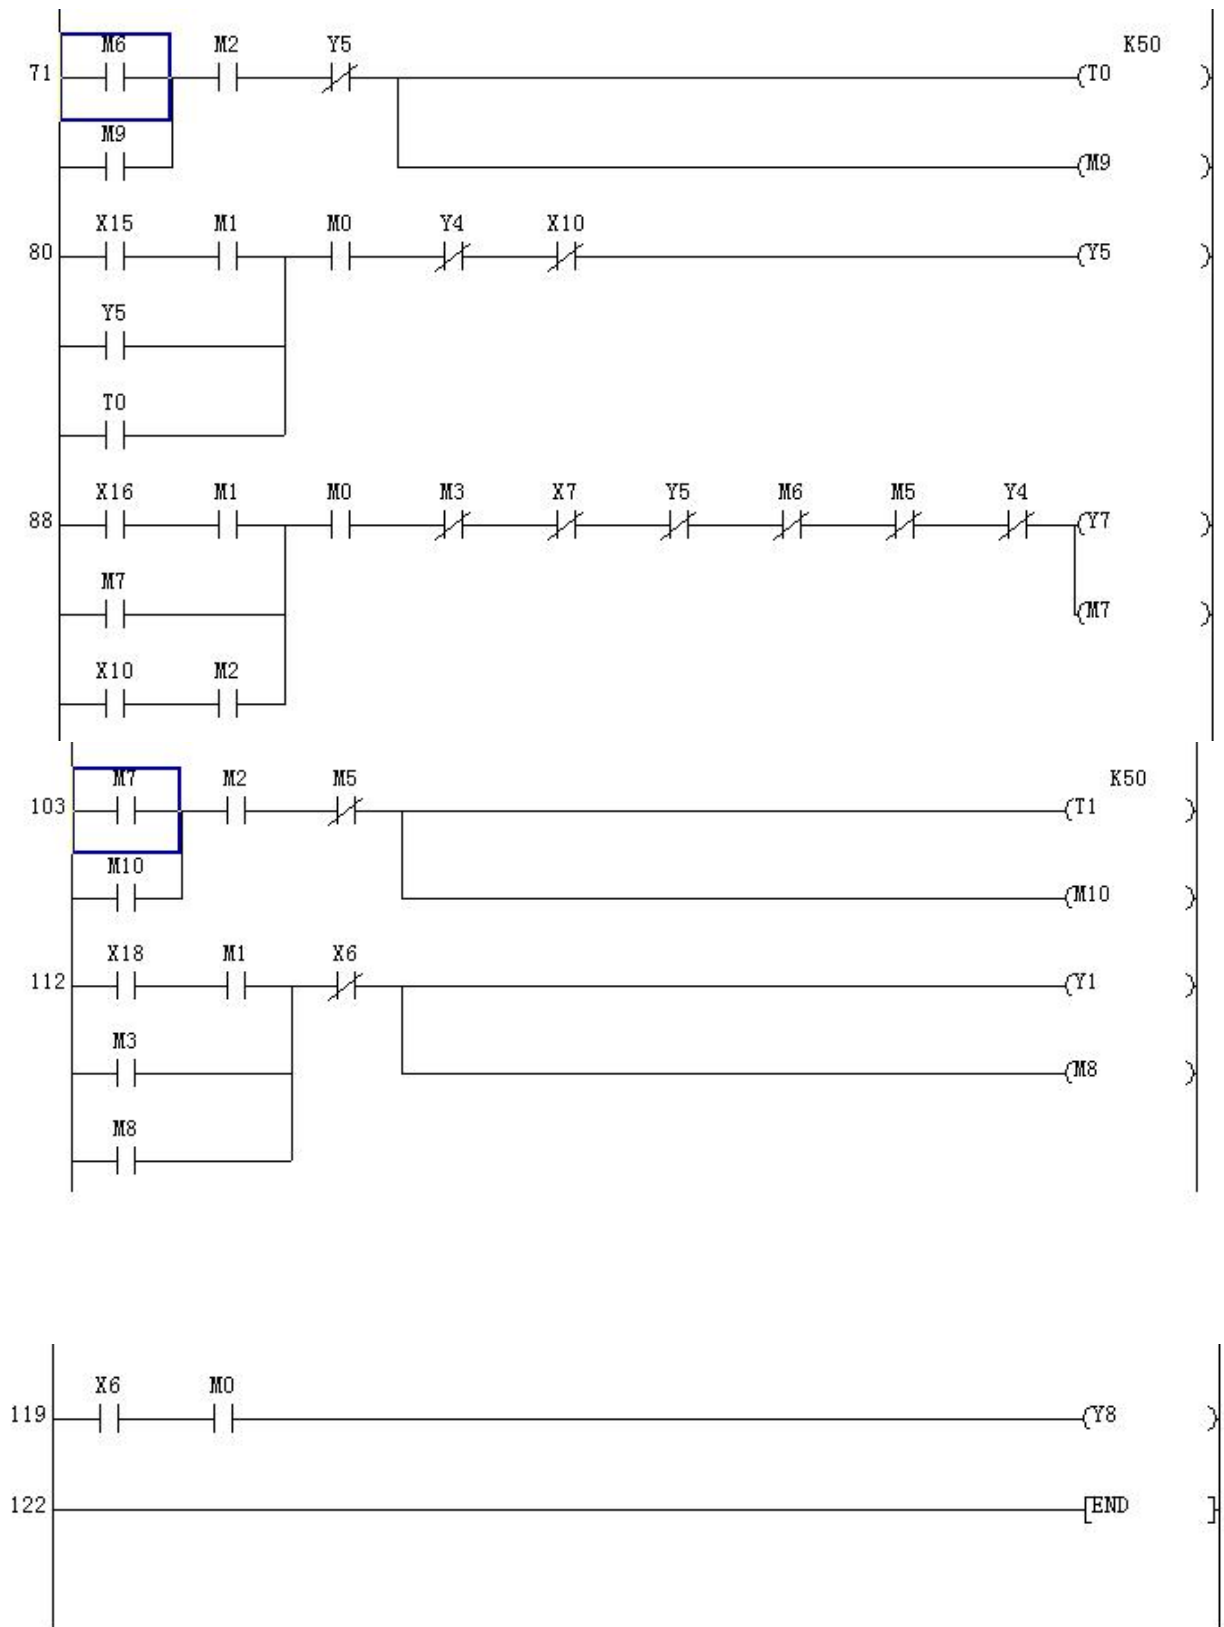 M6 M2 Y5 K50
71 (T0 )
M9
(M9 )
X15 M1 M0 Y4 X10
80 (Y5 )
Y5
T0
X16 M1 M0 M3 X7 Y5 M6 M5 Y4
88 (Y7 )
M7
(M7 )
X10 M2
M7 M2 M5 K50
103 (T1 )
M10
(M10 )
X18 M1 X6
112 (Y1 )
M3
(M8 )
M8
X6 M0
119 (Y8 )
122 [END ]